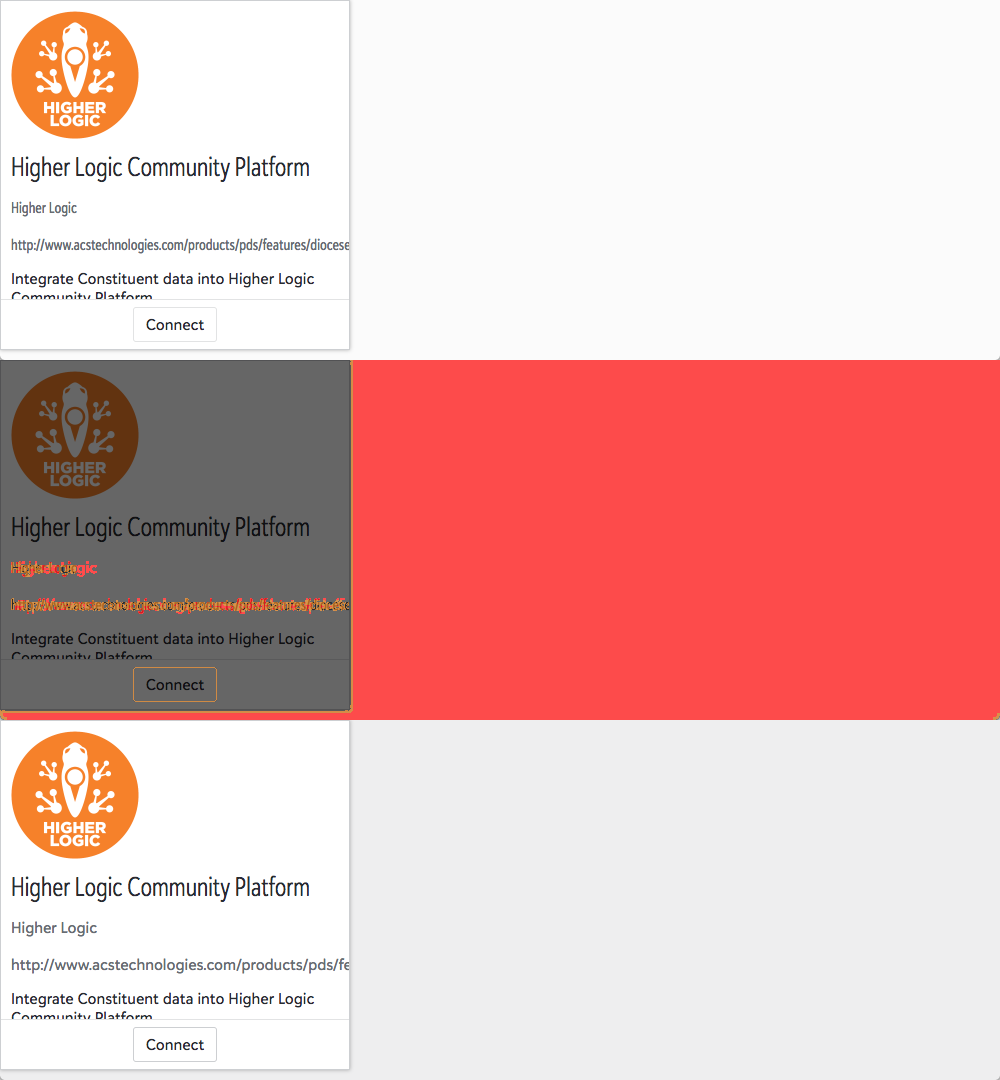 HIGHER
LOGIC
Higher Logic Community Platform
Higher Logic
http://www.acstechnologies.com/products/pds/features/diocese
Integrate Constituent data into Higher Logic
Community Platform
Connect
HIGHER
LOGIC
Higher Logic Community Platform
Integrate Constituent data into Higher Logic
Community Platform
Connect
HIGHER
LOGIC
Higher Logic Community Platform
Higher Logic
http://www.acstechnologies.com/products/pds/fe
Integrate Constituent data into Higher Logic
Community Platform
Connect